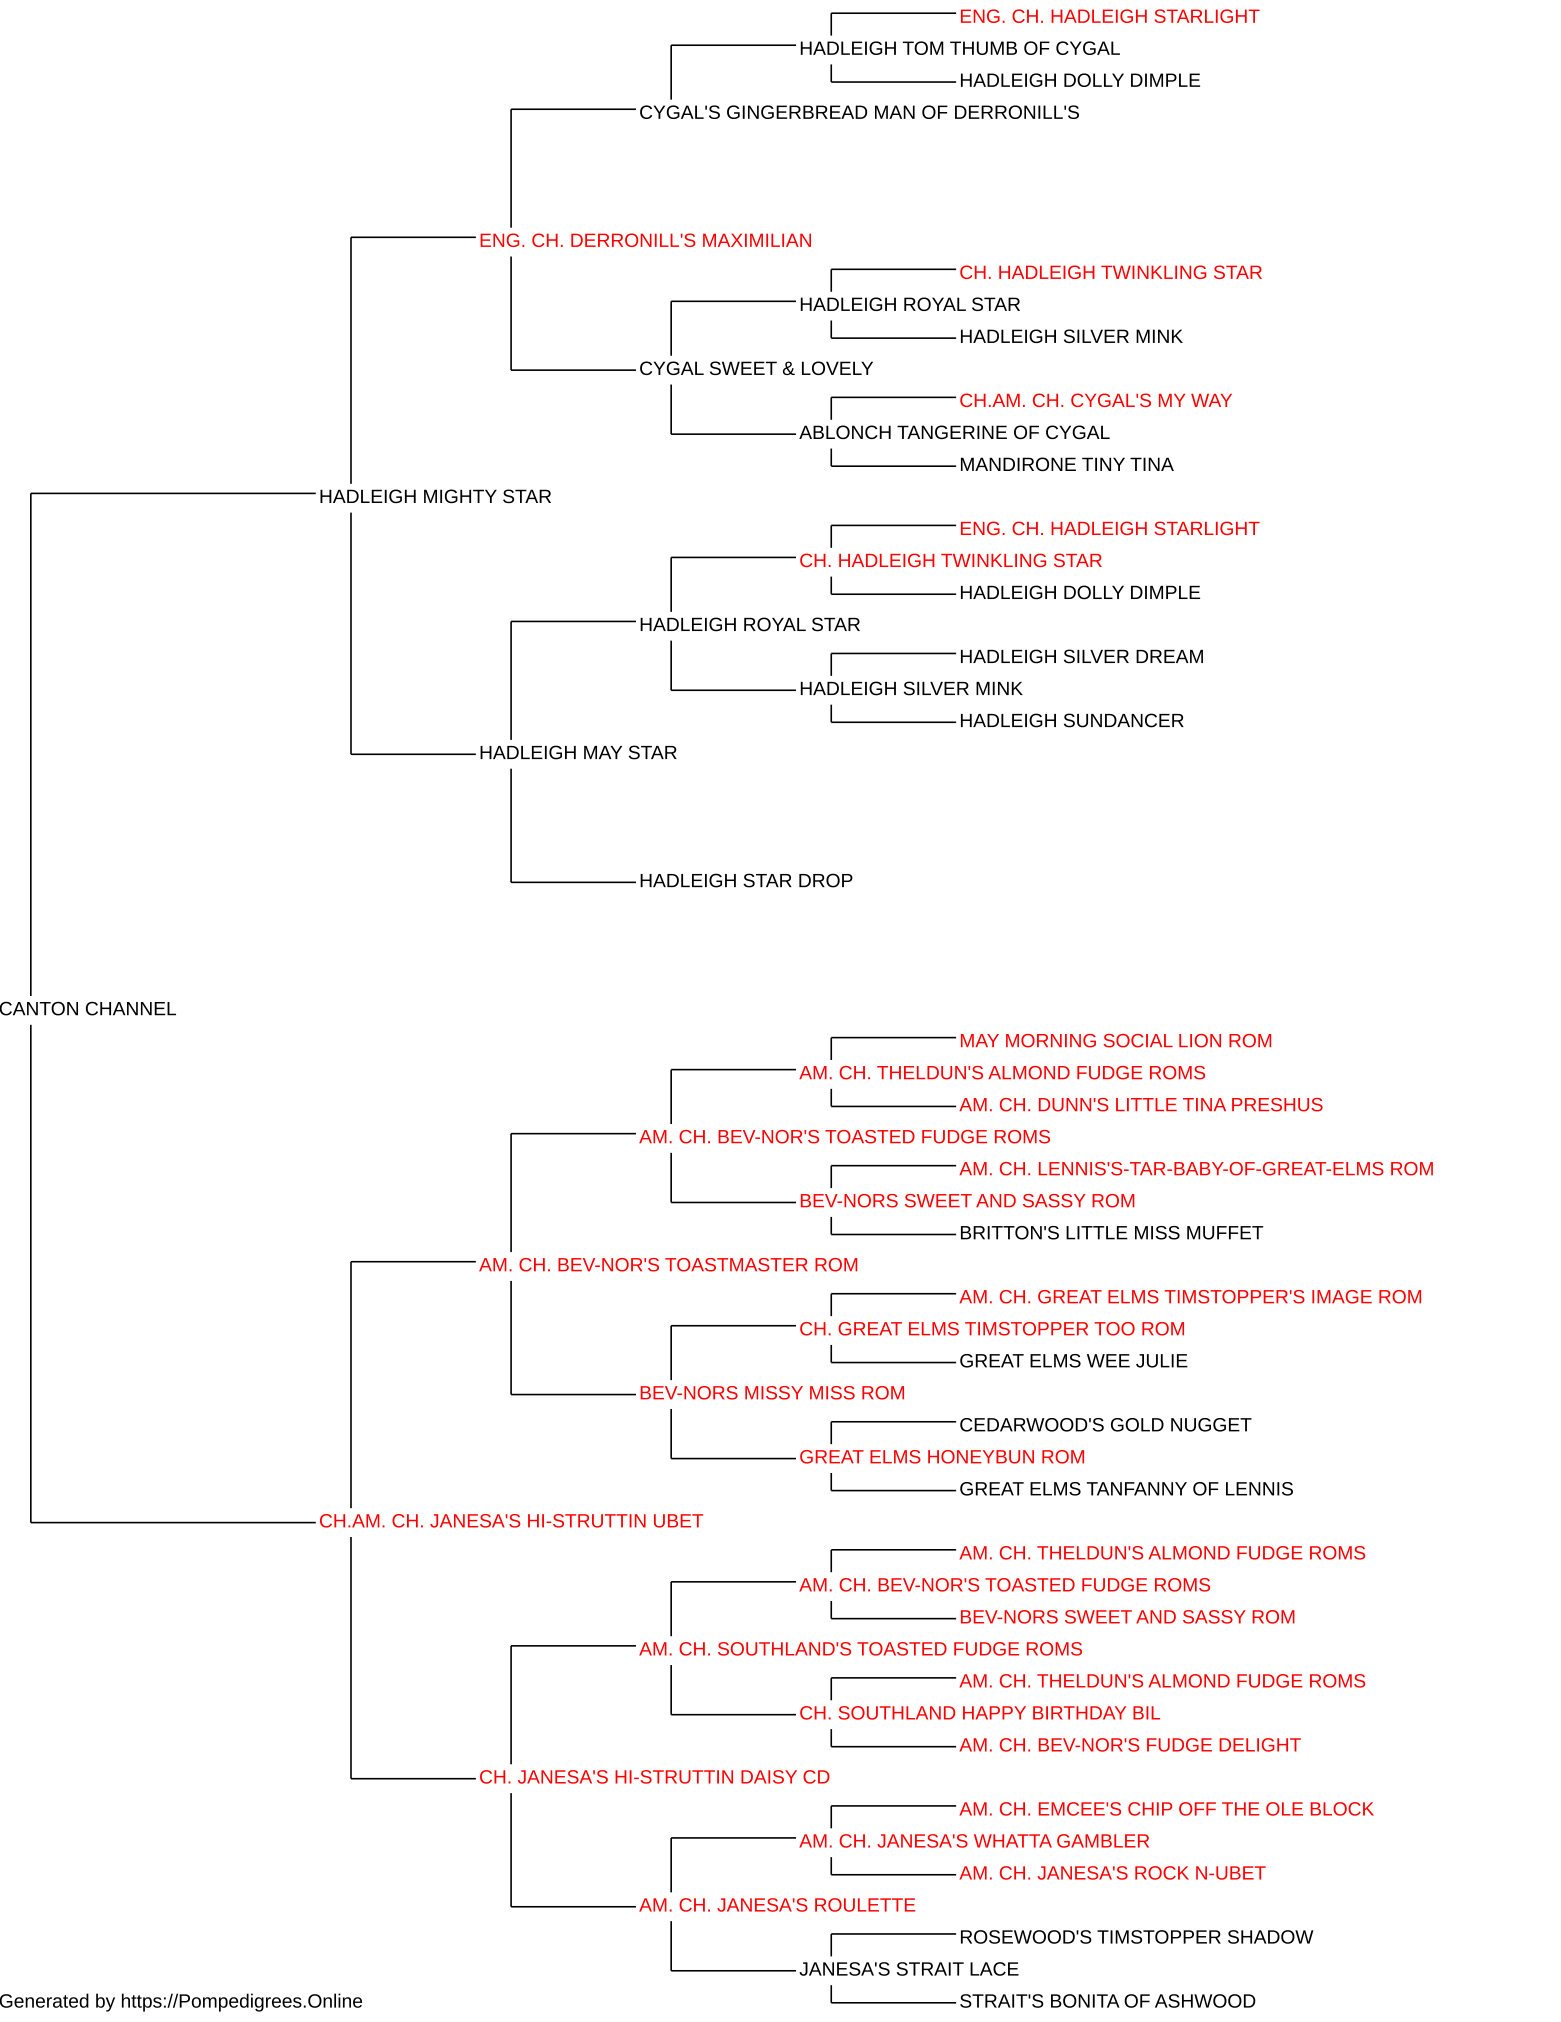 ENG. CH. HADLEIGH STARLIGHT
HADLEIGH TOM THUMB OF CYGAL
HADLEIGH DOLLY DIMPLE
CYGAL'S GINGERBREAD MAN OF DERRONILL'S
ENG. CH. DERRONILL'S MAXIMILIAN
CH. HADLEIGH TWINKLING STAR
HADLEIGH ROYAL STAR
HADLEIGH SILVER MINK
CYGAL SWEET & LOVELY
CH.AM. CH. CYGAL'S MY WAY
ABLONCH TANGERINE OF CYGAL
MANDIRONE TINY TINA
HADLEIGH MIGHTY STAR
ENG. CH. HADLEIGH STARLIGHT
CH. HADLEIGH TWINKLING STAR
HADLEIGH DOLLY DIMPLE
HADLEIGH ROYAL STAR
HADLEIGH SILVER DREAM
HADLEIGH SILVER MINK
HADLEIGH SUNDANCER
HADLEIGH MAY STAR
HADLEIGH STAR DROP
CANTON CHANNEL
MAY MORNING SOCIAL LION ROM
AM. CH. THELDUN'S ALMOND FUDGE ROMS
AM. CH. DUNN'S LITTLE TINA PRESHUS
AM. CH. BEV-NOR'S TOASTED FUDGE ROMS
AM. CH. LENNIS'S-TAR-BABY-OF-GREAT-ELMS ROM
BEV-NORS SWEET AND SASSY ROM
BRITTON'S LITTLE MISS MUFFET
AM. CH. BEV-NOR'S TOASTMASTER ROM
AM. CH. GREAT ELMS TIMSTOPPER'S IMAGE ROM
CH. GREAT ELMS TIMSTOPPER TOO ROM
GREAT ELMS WEE JULIE
BEV-NORS MISSY MISS ROM
CEDARWOOD'S GOLD NUGGET
GREAT ELMS HONEYBUN ROM
GREAT ELMS TANFANNY OF LENNIS
CH.AM. CH. JANESA'S HI-STRUTTIN UBET
AM. CH. THELDUN'S ALMOND FUDGE ROMS
AM. CH. BEV-NOR'S TOASTED FUDGE ROMS
BEV-NORS SWEET AND SASSY ROM
AM. CH. SOUTHLAND'S TOASTED FUDGE ROMS
AM. CH. THELDUN'S ALMOND FUDGE ROMS
CH. SOUTHLAND HAPPY BIRTHDAY BIL
AM. CH. BEV-NOR'S FUDGE DELIGHT
CH. JANESA'S HI-STRUTTIN DAISY CD
AM. CH. EMCEE'S CHIP OFF THE OLE BLOCK
AM. CH. JANESA'S WHATTA GAMBLER
AM. CH. JANESA'S ROCK N-UBET
AM. CH. JANESA'S ROULETTE
ROSEWOOD'S TIMSTOPPER SHADOW
JANESA'S STRAIT LACE
STRAIT'S BONITA OF ASHWOOD
Generated by https://Pompedigrees.Online